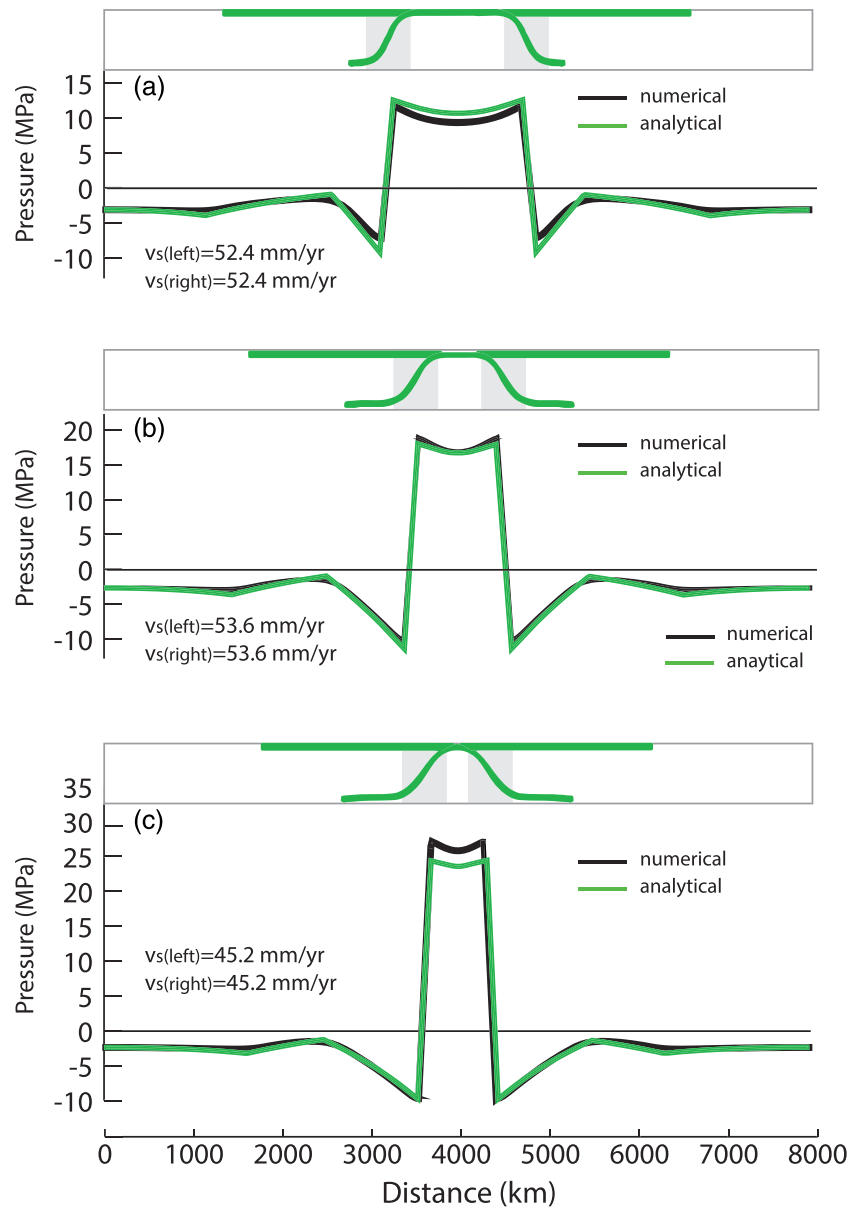 (a)
15
10
5
0
-5
-10
Pressure (MPa)
numerical
analytical
vs(left)=52.4 mm/yr
vs(right)=52.4 mm/yr
(b)
20
15
10
5
0
-5
-10
Pressure (MPa)
numerical
analytical
vs(left)=53.6 mm/yr
vs(right)=53.6 mm/yr
numerical
anaytical
(c)
35
30
25
20
15
10
5
0
-5
-10
Pressure (MPa)
numerical
analytical
vs(left)=45.2 mm/yr
vs(right)=45.2 mm/yr
0 1000 2000 3000 4000 5000 6000 7000 8000
Distance (km)